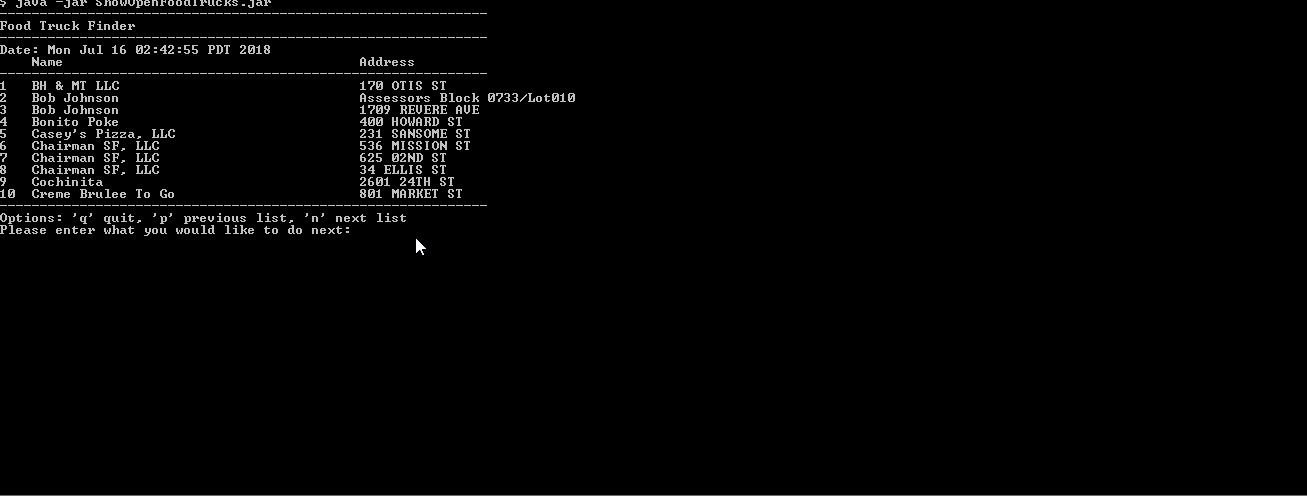 $ java -jar ShowOpenFoodTrucks.jar
-------------------------------------------------------------
Food Truck Finder
-------------------------------------------------------------
Date: Mon Jul 16 02:42:55 PDT 2018
    Name                                     Address
-------------------------------------------------------------
1   BH & MT LLC                              170 OTIS ST
2   Bob Johnson                              Assessors Block 0733/Lot010
3   Bob Johnson                              1709 REVERE AVE
4   Bonito Poke                              400 HOWARD ST
5   Casey's Pizza, LLC                       231 SANSOME ST
6   Chairman SF, LLC                         536 MISSION ST
7   Chairman SF, LLC                         625 02ND ST
8   Chairman SF, LLC                         34 ELLIS ST
9   Cochinita                                2601 24TH ST
10  Creme Brulee To Go                       801 MARKET ST
-------------------------------------------------------------
Options: 'q' quit, 'p' previous list, 'n' next list
Please enter what you would like to do next: